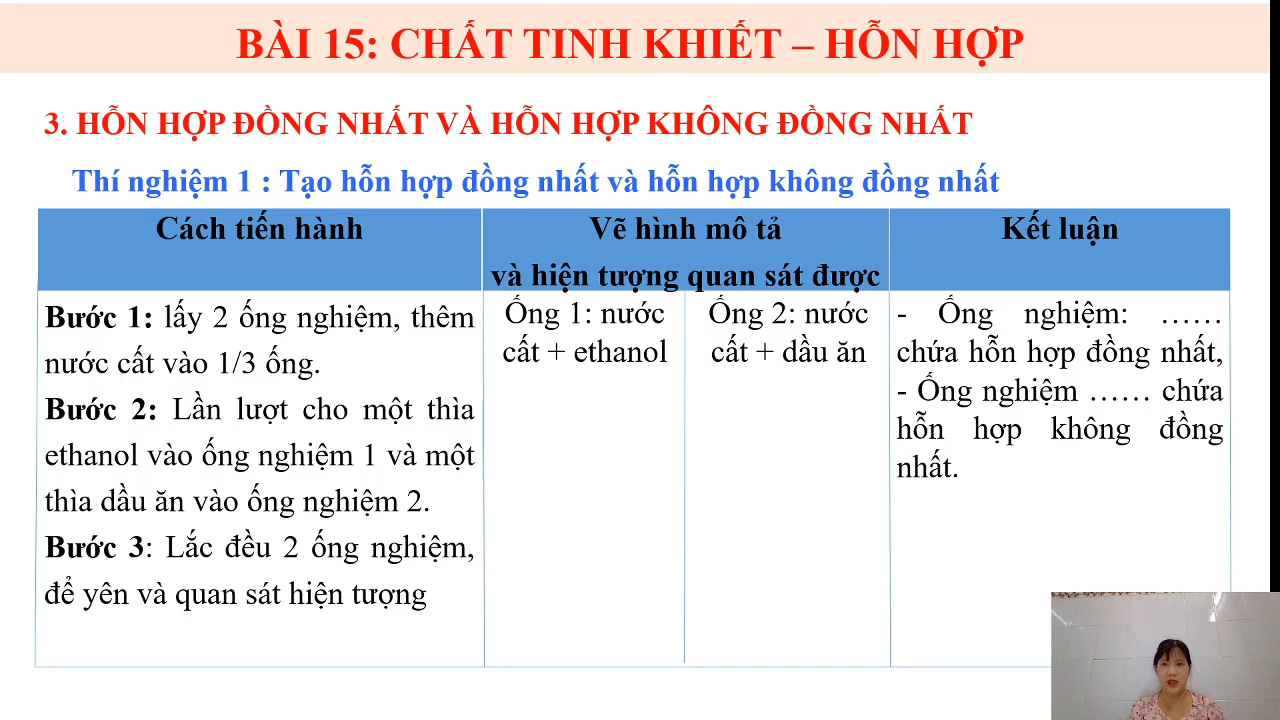 BÀI 15: CHẤT TINH KHIẾT – HỖN HỢP
3. HỖN HỢP ĐỒNG NHẤT VÀ HỖN HỢP KHÔNG ĐỒNG NHẤT
Thí nghiệm 1 : Tạo hỗn hợp đồng nhất và hỗn hợp không đồng nhất
Cách tiến hành
Vẽ hình mô tả
và hiện tượng quan sát được
Kết luận
Bước 1: lấy 2 ống nghiệm, thêm
nước cất vào 1/3 ống.
Bước 2: Lần lượt cho một thìa
ethanol vào ống nghiệm 1 và một
thìa dầu ăn vào ống nghiệm 2.
Bước 3: Lắc đều 2 ống nghiệm,
để yên và quan sát hiện tượng
Ống 1: nước
cất + ethanol
Ống 2: nước
cất + dầu ăn
- Ống nghiệm: ……
chứa hỗn hợp đồng nhất,
- Ống nghiệm …… chứa
hỗn hợp không đồng
nhất.